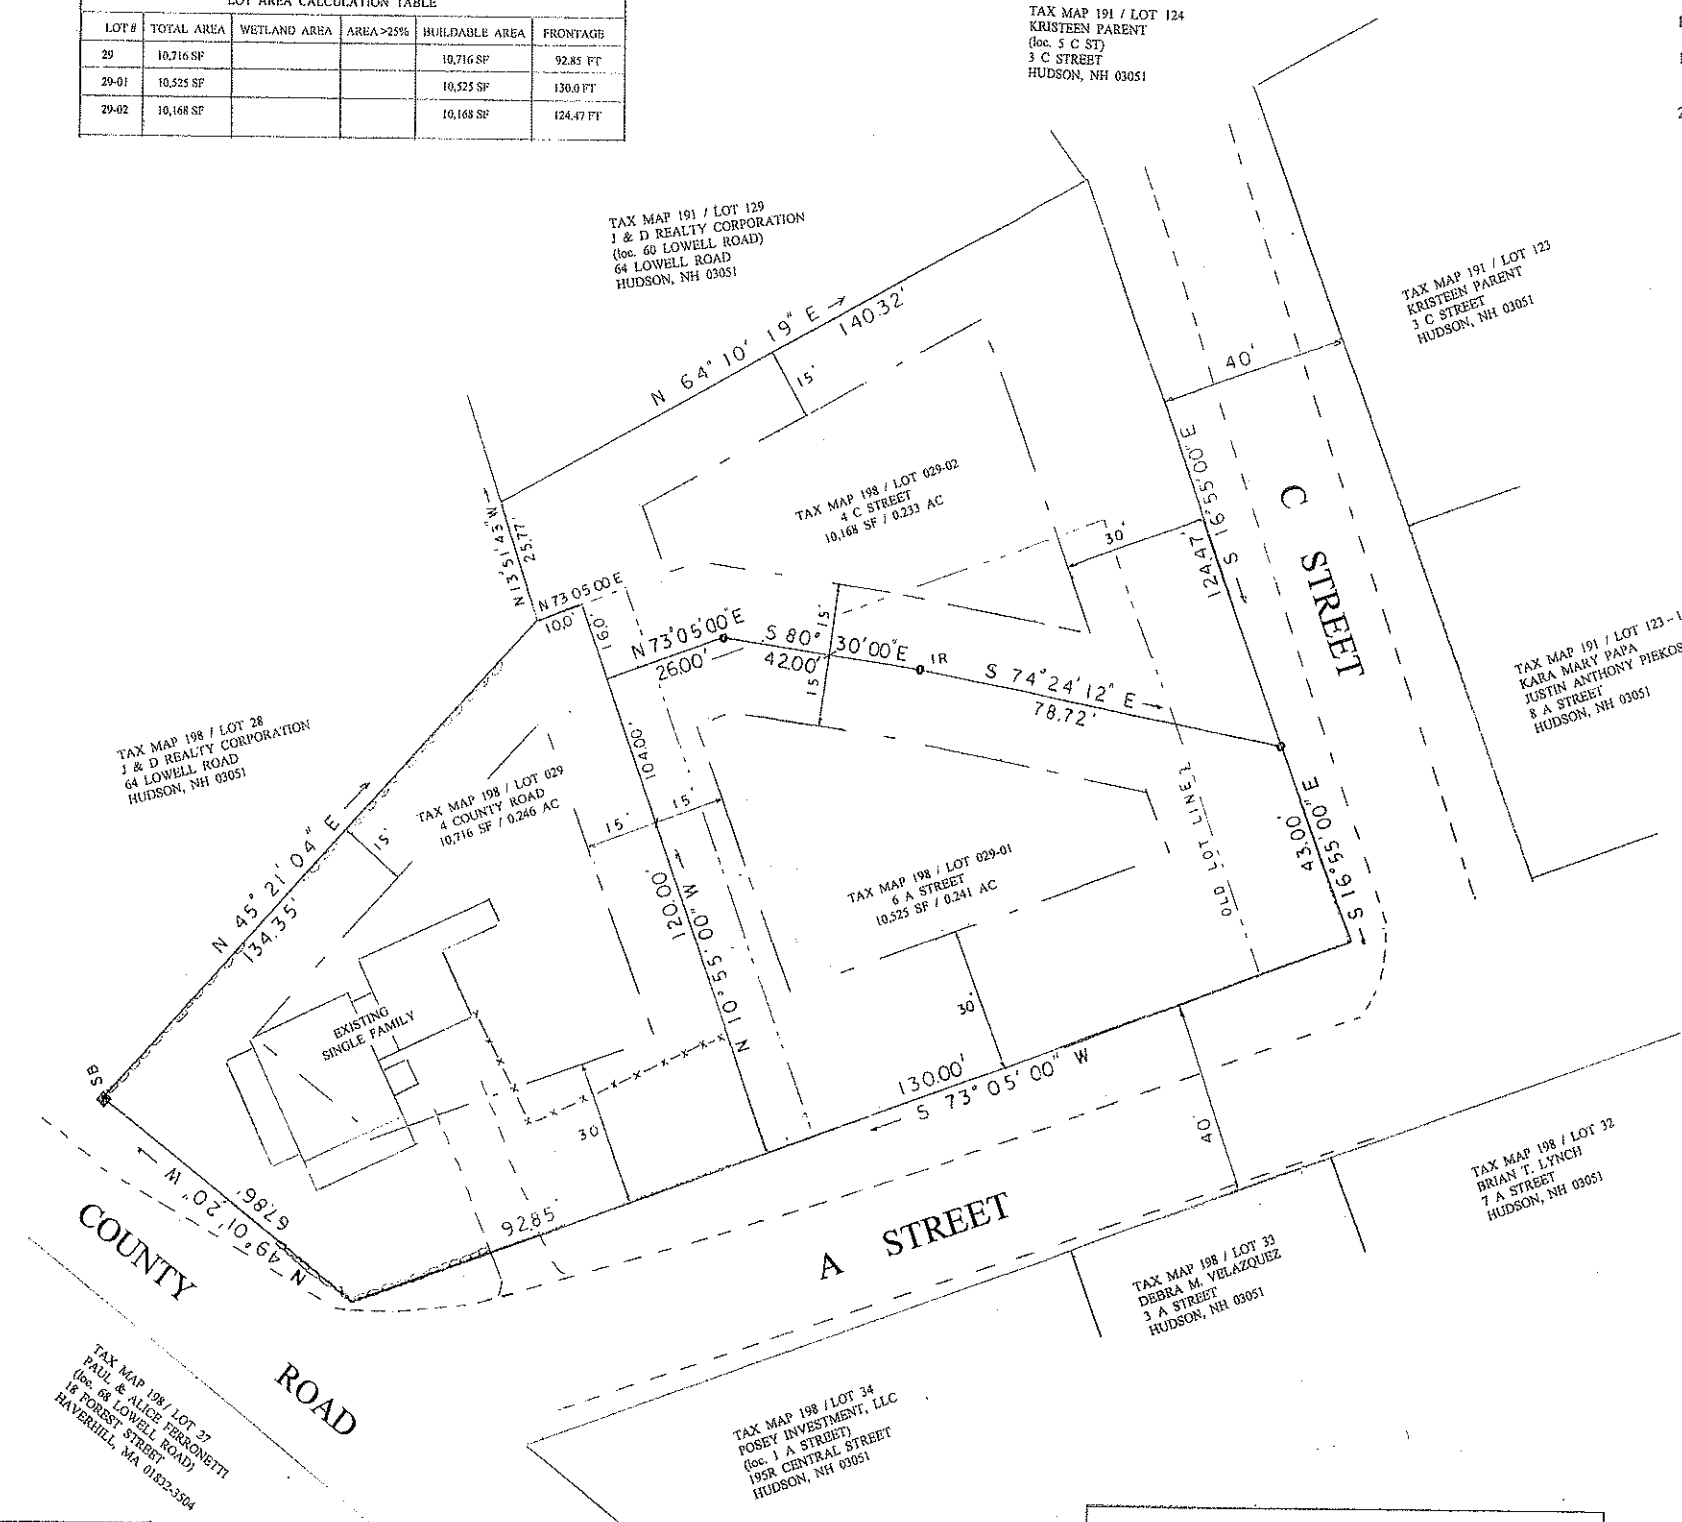 LOT AREA CALCULATION TABLE
LOT # TOTAL AREA WETLAND AREA AREA >25% BUILDABLE AREA FRONTAGE
29 10,716 SF 10,716 SF 92.85 FT
29-01 10,525 SF 10,525 SF 130.0 FT
29-02 10,168 SF 10,168 SF 124.47 FT
TAX MAP 191 / LOT 124
KRISTEEN PARENT
(loc. 5 C ST)
3 C STREET
HUDSON, NH 03051
TAX MAP 191 / LOT 129
J & D REALTY CORPORATION
(loc. 60 LOWELL ROAD)
64 LOWELL ROAD
HUDSON, NH 03051
TAX MAP 191 / LOT 123
KRISTEEN PARENT
3 C STREET
HUDSON, NH 03051
N 64° 10' 19" E
140.32'
15'
40'
TAX MAP 198 / LOT 029-02
4 C STREET
10,168 SF / 0.233 AC
S 16°55'00" E
124.47'
30'
C STREET
N 13°51'43" W
25.77'
N 73 05 00 E
10.0'
16.0'
N 73°05'00" E
26.00'
S 80° 30'00" E
42.00'
15'
15'
IR
S 74°24'12" E
78.72'
TAX MAP 191 / LOT 123-1
KARA MARY PAPA
JUSTIN ANTHONY PIEKOS
8 A STREET
HUDSON, NH 03051
TAX MAP 198 / LOT 28
J & D REALTY CORPORATION
64 LOWELL ROAD
HUDSON, NH 03051
TAX MAP 198 / LOT 029
4 COUNTY ROAD
10,716 SF / 0.246 AC
104.00'
15'
15'
N 45° 21' 04" E
134.35'
15'
120.00'
N 10°55'00" W
TAX MAP 198 / LOT 029-01
6 A STREET
10,525 SF / 0.241 AC
OLD LOT LINES
S 16°55'00" E
43.00'
EXISTING
SINGLE FAMILY
30'
130.00'
S 73° 05' 00" W
40'
SB
30
92.85'
N 49°01'20" W
67.86'
COUNTY ROAD
A STREET
TAX MAP 198 / LOT 32
BRIAN T. LYNCH
7 A STREET
HUDSON, NH 03051
TAX MAP 198 / LOT 33
DEBRA M. VELAZQUEZ
3 A STREET
HUDSON, NH 03051
TAX MAP 198 / LOT 27
PAUL & ALICE FERRONETTI
(loc. 68 LOWELL ROAD)
18 FOREST STREET
HAVERHILL, MA 01832-3504
TAX MAP 198 / LOT 34
POSEY INVESTMENT, LLC
(loc. 1 A STREET)
195R CENTRAL STREET
HUDSON, NH 03051